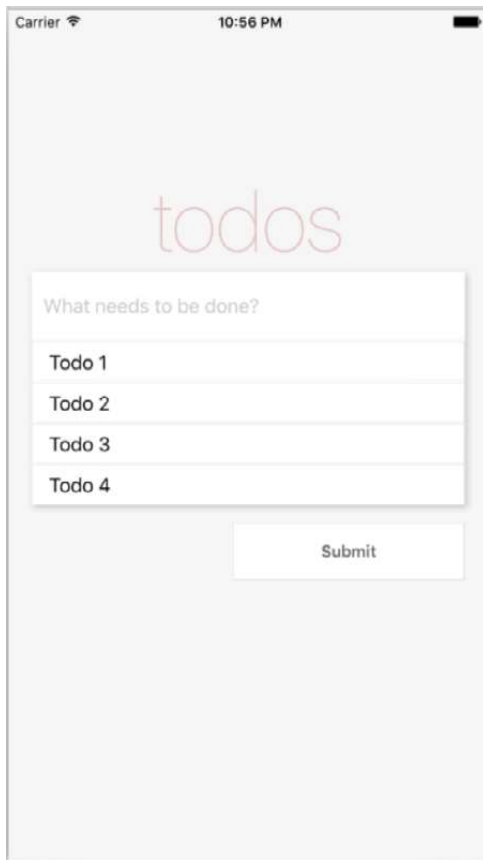 Carrier 10:56 PM
todos
What needs to be done?
Todo 1
Todo 2
Todo 3
Todo 4
Submit